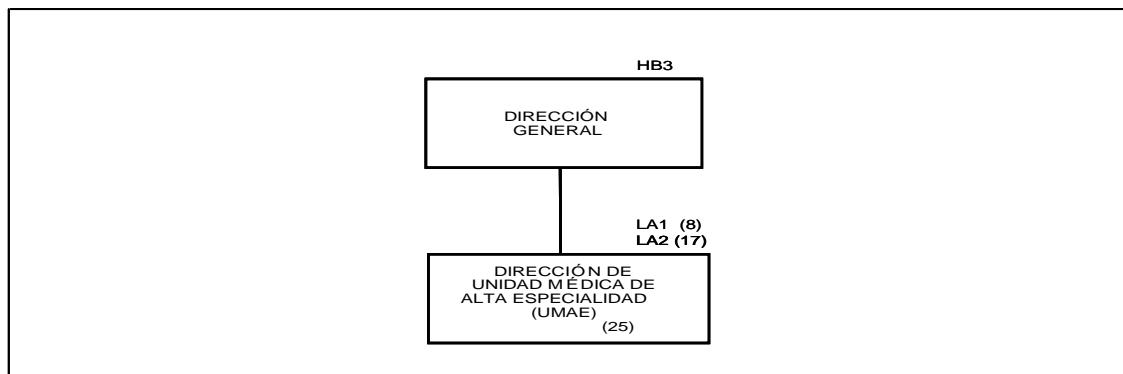 HB3
DIRECCIÓN
GENERAL
LA1 (8)
LA2 (17)
DIRECCIÓN DE
UNIDAD MÉDICA DE
ALTA ESPECIALIDAD
(UMAE)
(25)